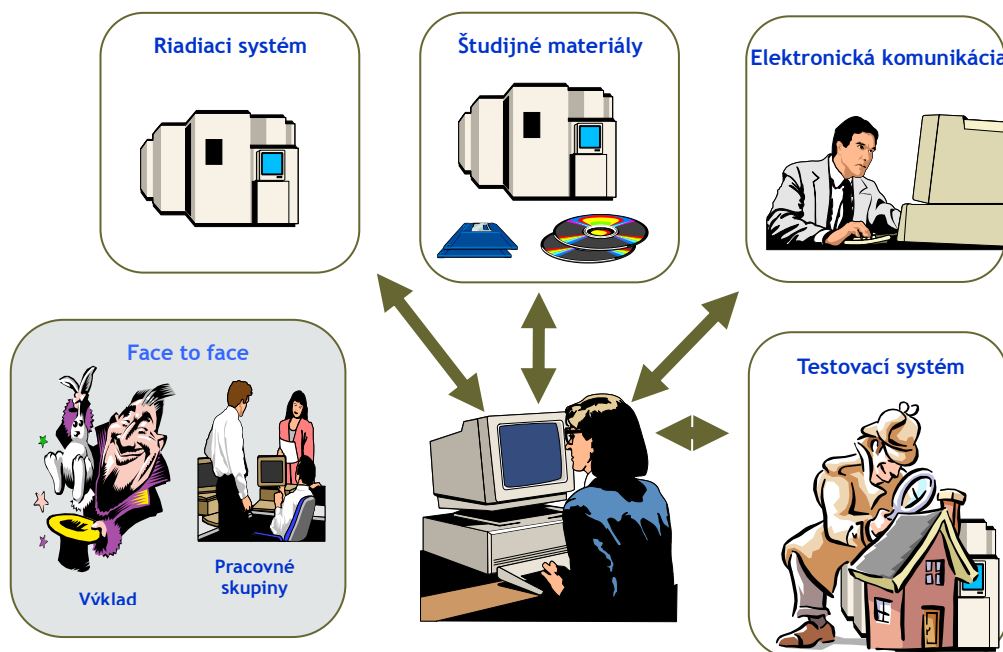 Riadiaci systém
Študijné materiály
Elektronická komunikácia
Face to face
Výklad
Pracovné
skupiny
Testovací systém